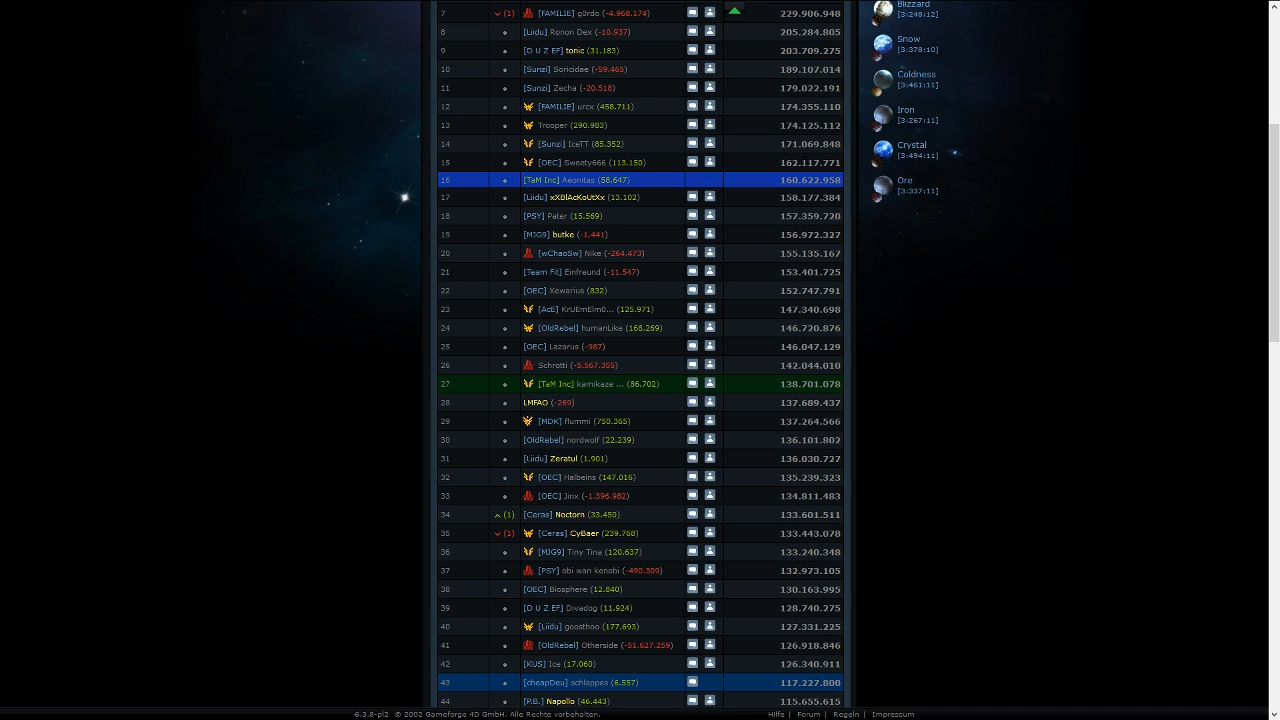 7 (1) [FAMILIE] g0rdo (-4.968.174) 229.906.948
8 [Liidu] Ronon Dex (-10.937) 205.284.805
9 [D U Z EF] tonic (31.183) 203.709.275
10 [Sunzi] Soricidae (-59.465) 189.107.014
11 [Sunzi] Zecha (-20.518) 179.022.191
12 [FAMILIE] urcx (458.711) 174.355.110
13 Trooper (290.983) 174.125.112
14 [Sunzi] IceTT (85.352) 171.069.848
15 [OEC] Sweety666 (113.150) 162.117.771
16 [TaM Inc] Aeonitas (58.647) 160.622.958
17 [Liidu] xXBlAcKoUtXx (13.102) 158.177.384
18 [PSY] Pater (15.569) 157.359.720
19 [MJG9] butke (-1.441) 156.972.327
20 [wChaoSw] Nike (-264.473) 155.135.167
21 [Team Fit] Einfreund (-11.547) 153.401.725
22 [OEC] Xewarius (832) 152.747.791
23 [AcE] KrUEmElm0... (125.971) 147.340.698
24 [OldRebel] humanLike (168.269) 146.720.876
25 [OEC] Lazarus (-987) 146.047.129
26 Schrotti (-5.567.355) 142.044.010
27 [TaM Inc] kamikaze ... (86.702) 138.701.078
28 LMFAO (-269) 137.689.437
29 [MDK] flummi (750.365) 137.264.566
30 [OldRebel] nordwolf (22.239) 136.101.802
31 [Liidu] Zeratul (1.901) 136.030.727
32 [OEC] Halbeins (147.016) 135.239.323
33 [OEC] Jinx (-1.396.982) 134.811.483
34 (1) [Ceras] Noctorn (33.450) 133.601.511
35 (1) [Ceras] CyBaer (239.768) 133.443.078
36 [MJG9] Tiny Tina (120.637) 133.240.348
37 [PSY] obi wan kenobi (-490.309) 132.973.105
38 [OEC] Biosphere (12.840) 130.163.995
39 [D U Z EF] Divadog (11.924) 128.740.275
40 [Liidu] goosthoo (177.693) 127.331.225
41 [OldRebel] Otherside (-51.627.259) 126.918.846
42 [KUS] Ice (17.060) 126.340.911
43 [cheapDeu] schlappes (6.557) 117.227.800
44 [P.B.] Napollo (46.443) 115.655.615
Blizzard
[3:248:12]
Snow
[3:378:10]
Coldness
[3:461:11]
Iron
[3:267:11]
Crystal
[3:494:11]
Ore
[3:337:11]
6.3.8-pl2 © 2002 Gameforge 4D GmbH. Alle Rechte vorbehalten. Hilfe | Forum | Regeln | Impressum